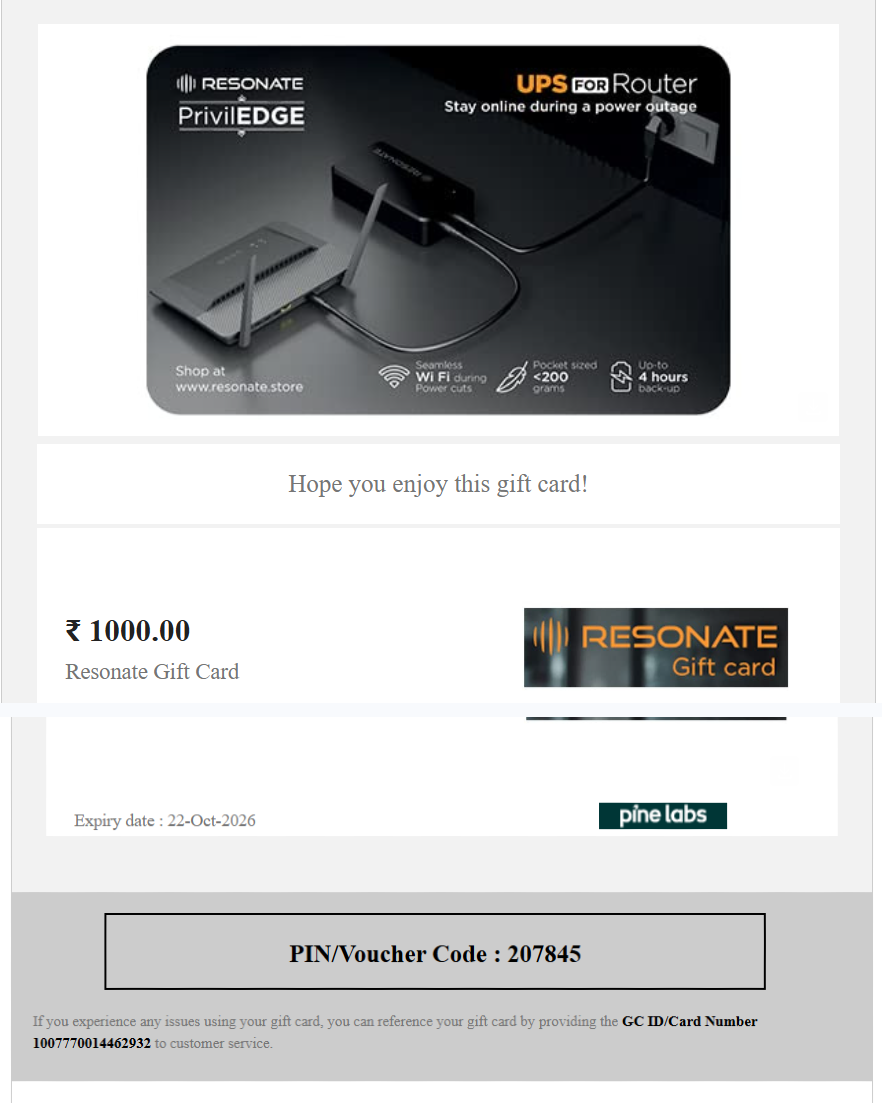 RESONATE
PrivilEDGE
UPS FOR Router
Stay online during a power outage
RESONATE
Shop at
www.resonate.store
Seamless
Wi Fi during
Power cuts
Pocket sized
<200
grams
Up-to
4 hours
back-up
Hope you enjoy this gift card!
₹ 1000.00
Resonate Gift Card
RESONATE
Gift card
Expiry date : 22-Oct-2026
pine labs
PIN/Voucher Code : 207845
If you experience any issues using your gift card, you can reference your gift card by providing the GC ID/Card Number
1007770014462932 to customer service.